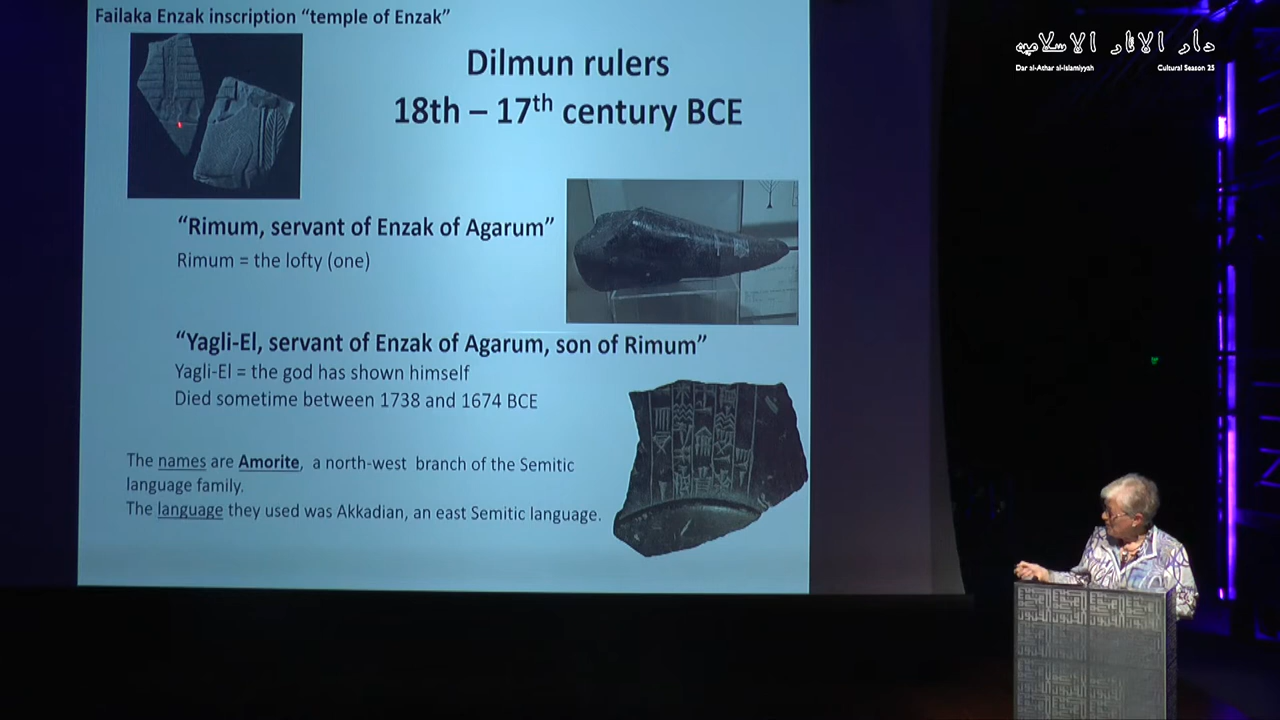 Failaka Enzak inscription “temple of Enzak”
Dilmun rulers
18th – 17th century BCE
“Rimum, servant of Enzak of Agarum”
Rimum = the lofty (one)
“Yagli-El, servant of Enzak of Agarum, son of Rimum”
Yagli-El = the god has shown himself
Died sometime between 1738 and 1674 BCE
The names are Amorite, a north-west branch of the Semitic
language family.
The language they used was Akkadian, an east Semitic language.
دار الآثار الإسلامية
Dar al-Athar al-Islamiyyah
Cultural Season 25